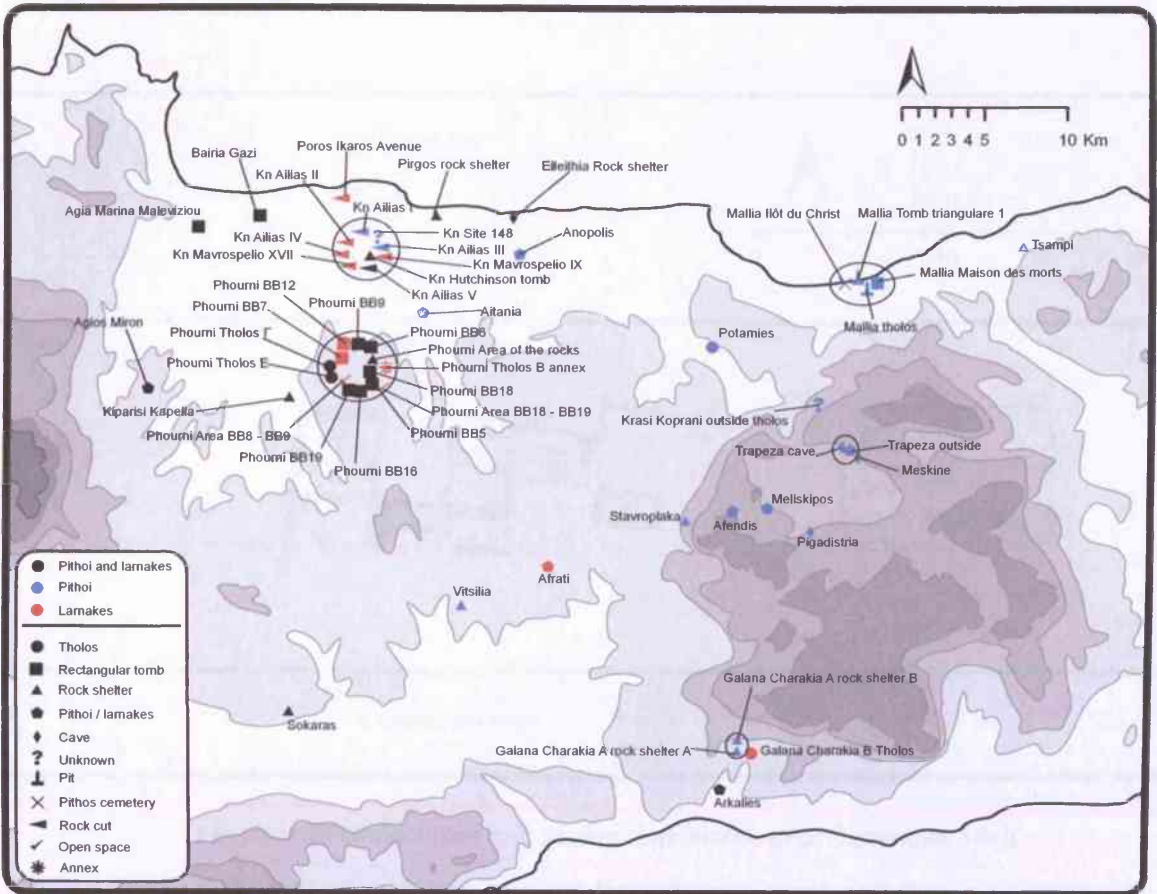 0 1 2 3 4 5 10 Km
Bairia Gazi
Poros Ikaros Avenue
Kn Ailias II
Pirgos rock shelter
Eileithia Rock shelter
Agia Marina Maleviziou
Kn Ailias I
Mallia Ilôt du Christ
Mallia Tomb triangulare 1
Kn Ailias IV
Kn Site 148
Anopolis
Tsampi
Kn Ailias III
Kn Mavrospelio XVII
Kn Mavrospelio IX
Mallia Maison des morts
Kn Hutchinson tomb
Phourni BB12
Kn Ailias V
Phourni BB7
Phourni BB9
Aitania
Agios Miron
Mallia tholos
Phourni Tholos Γ
Phourni BB6
Potamies
Phourni Area of the rocks
Phourni Tholos E
Phourni Tholos B annex
Phourni BB18
Kiparisi Kapella
Phourni Area BB18 - BB19
Krasi Koprani outside tholos
Phourni Area BB8 - BB9
Phourni BB5
Phourni BB19
Phourni BB16
Trapeza cave
Trapeza outside
Meskine
Meliskipos
Stavroplaka
Afendis
Pigadistria
Afrati
Vitsilia
Galana Charakia A rock shelter B
Sokaras
Galana Charakia A rock shelter A
Galana Charakia B Tholos
Arkalies
Pithoi and larnakes
Pithoi
Larnakes
Tholos
Rectangular tomb
Rock shelter
Pithoi / larnakes
Cave
? Unknown
Pit
Pithos cemetery
Rock cut
Open space
Annex